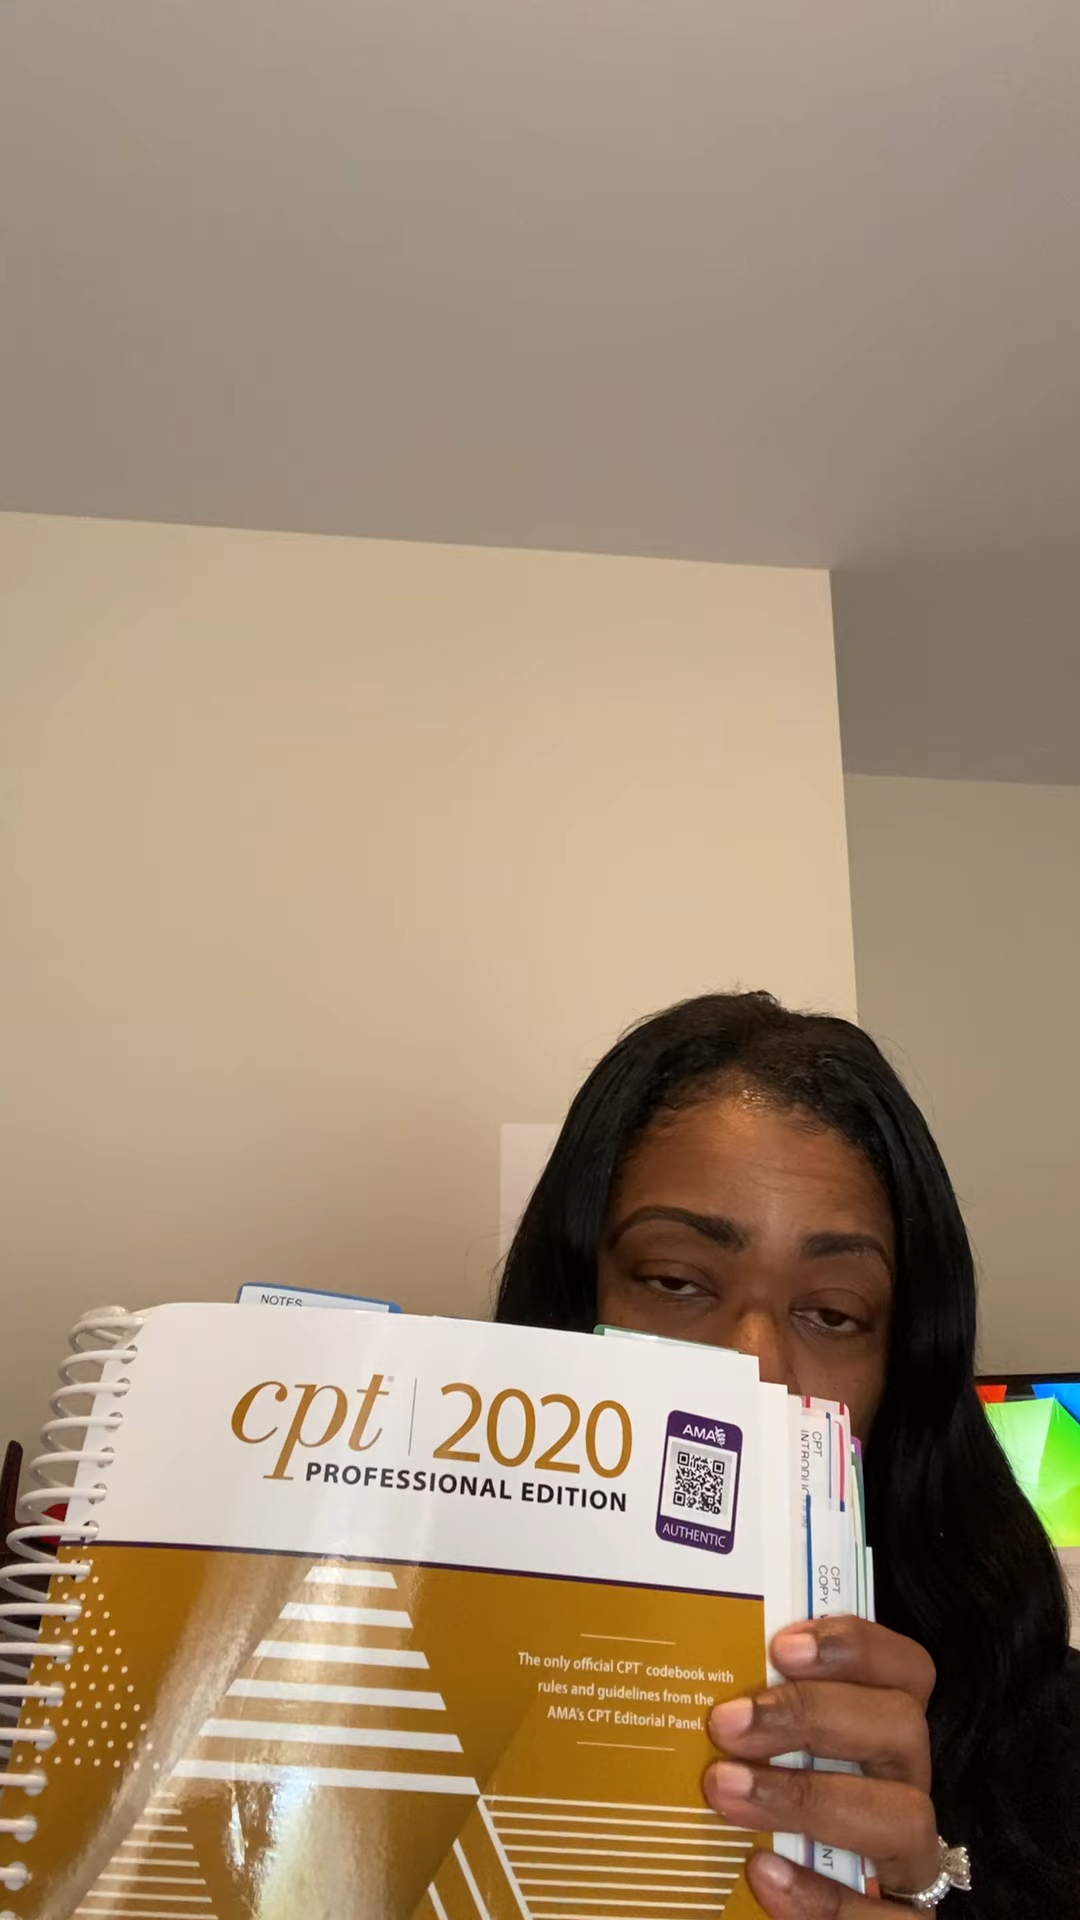 NOTES
cpt® | 2020
PROFESSIONAL EDITION
AMA
AUTHENTIC
The only official CPT® codebook with
rules and guidelines from the
AMA's CPT Editorial Panel.
CPT
CPT
COPY
NT